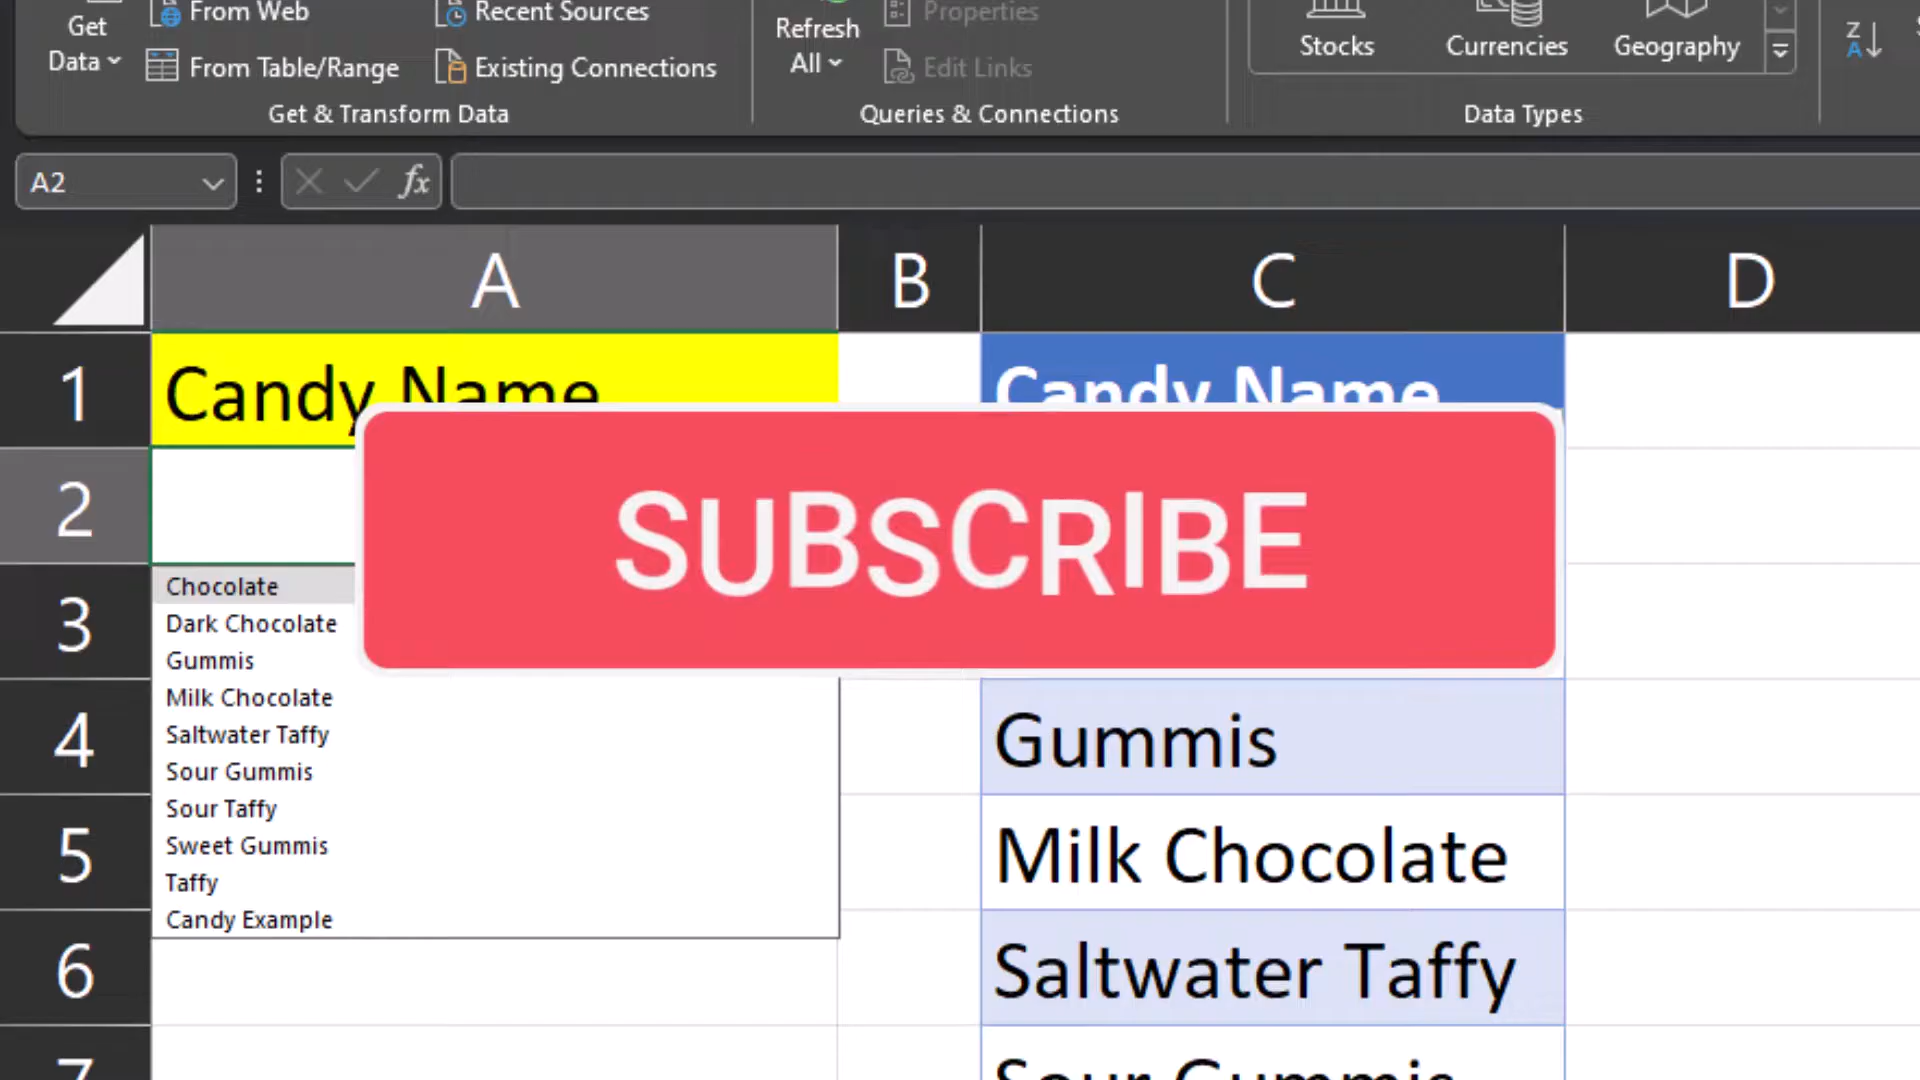 Get
Data
From Web
From Table/Range
Recent Sources
Existing Connections
Get & Transform Data
Refresh
All
Properties
Edit Links
Queries & Connections
Stocks
Currencies
Geography
Data Types
Z
A
A2
fx
A
B
C
D
1
Candy Name
Candy Name
2
SUBSCRIBE
3
Chocolate
Dark Chocolate
Gummis
Milk Chocolate
Saltwater Taffy
Sour Gummis
Sour Taffy
Sweet Gummis
Taffy
Candy Example
4
Gummis
5
Milk Chocolate
6
Saltwater Taffy
7
Sour Gummis